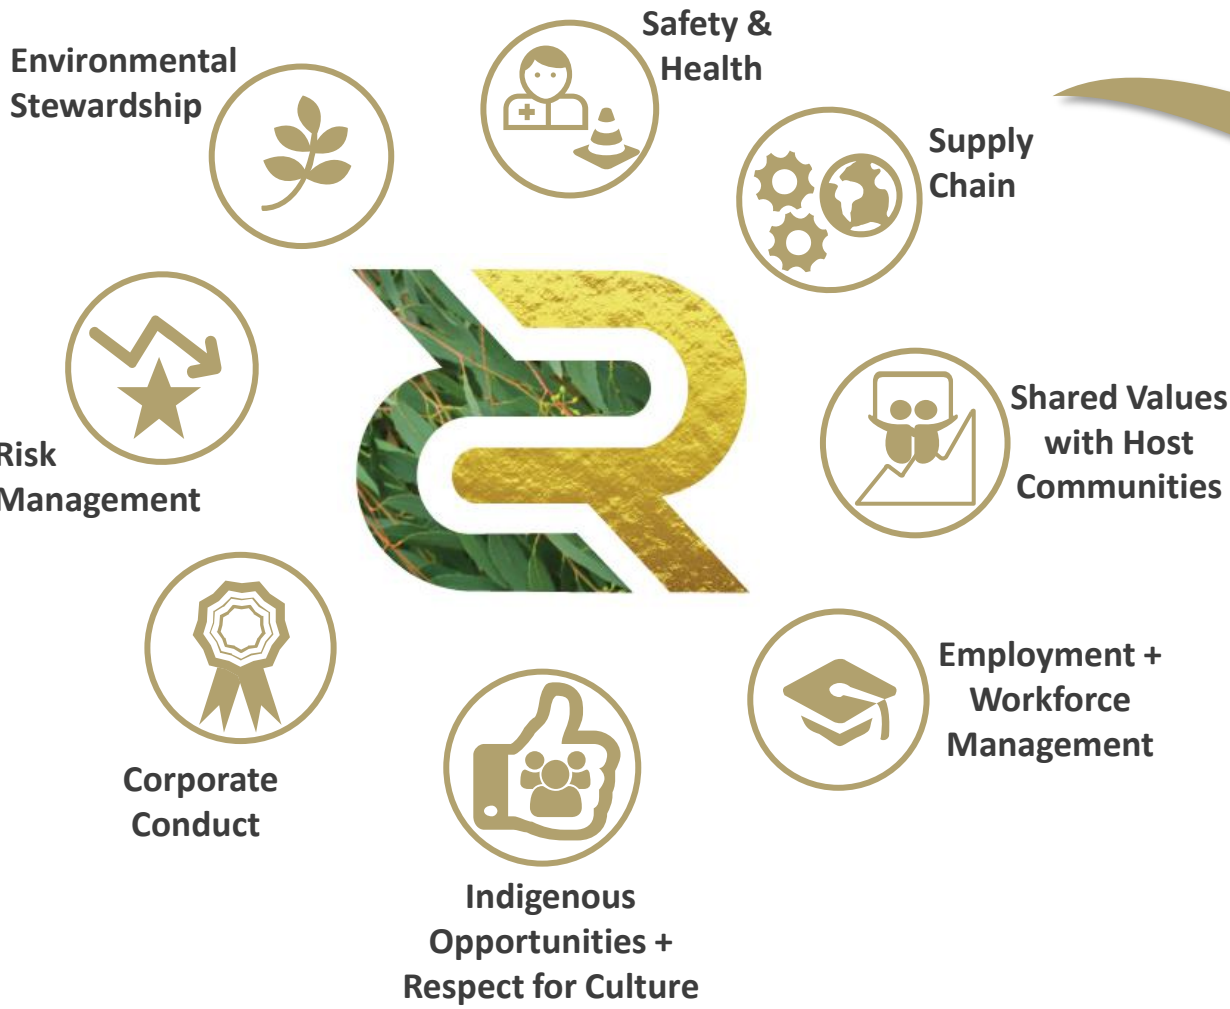 Safety &
Health
Environmental
Stewardship
Supply
Chain
Shared Values
with Host
Communities
Risk
Management
Employment +
Workforce
Management
Corporate
Conduct
Indigenous
Opportunities +
Respect for Culture